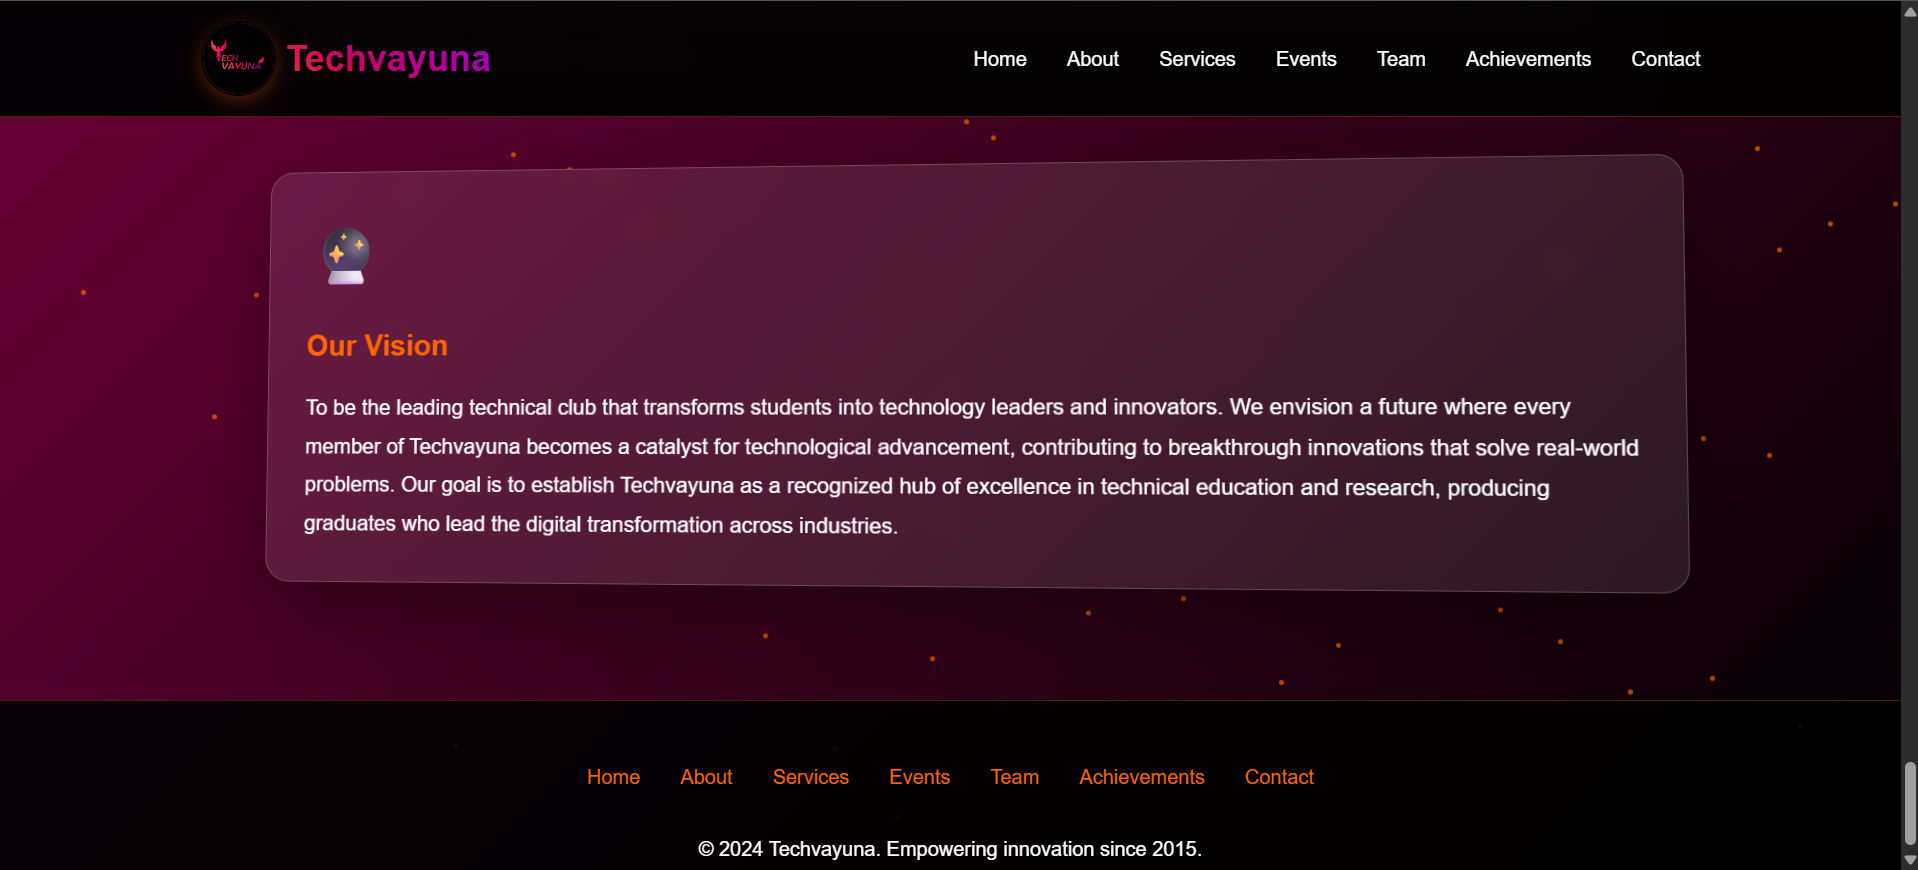 TECH
VAYUNA
Techvayuna
Home About Services Events Team Achievements Contact
Our Vision
To be the leading technical club that transforms students into technology leaders and innovators. We envision a future where every
member of Techvayuna becomes a catalyst for technological advancement, contributing to breakthrough innovations that solve real-world
problems. Our goal is to establish Techvayuna as a recognized hub of excellence in technical education and research, producing
graduates who lead the digital transformation across industries.
Home About Services Events Team Achievements Contact
© 2024 Techvayuna. Empowering innovation since 2015.